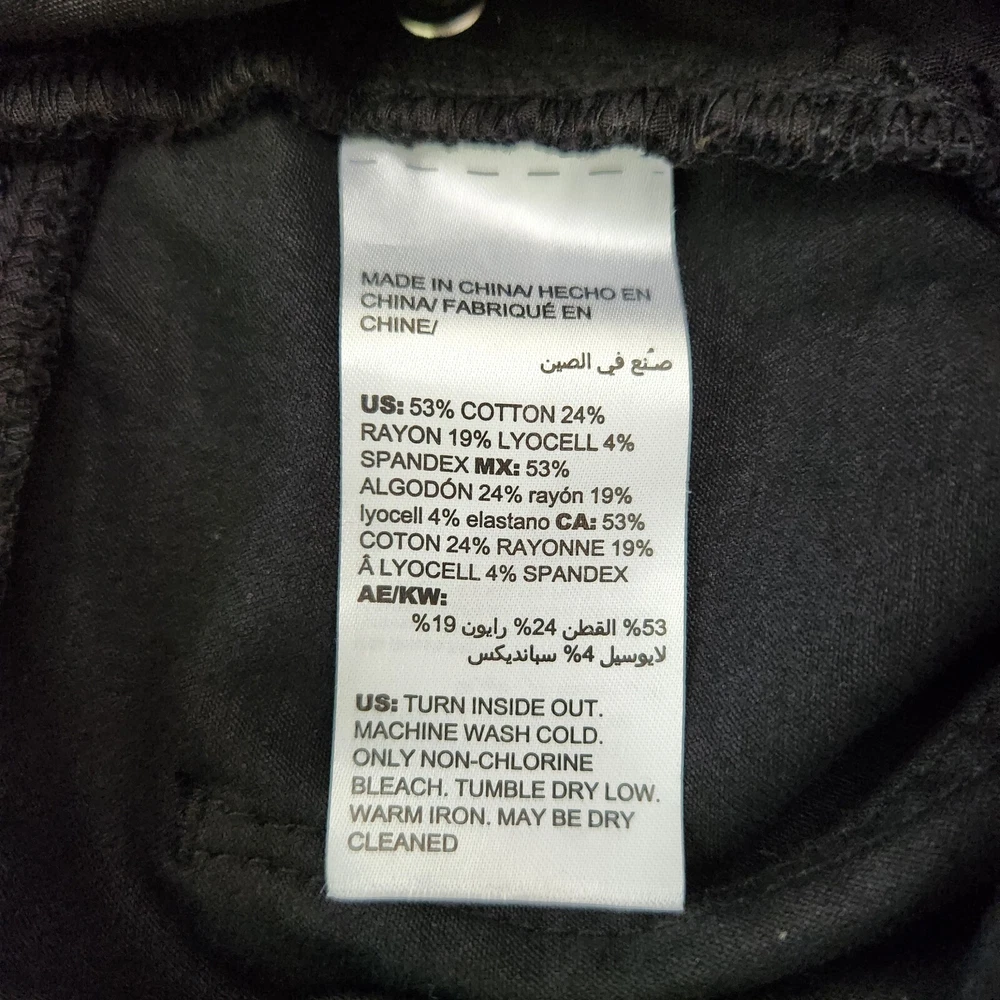 MADE IN CHINA/ HECHO EN
CHINA/ FABRIQUÉ EN
CHINE/
صُنع في الصين
US: 53% COTTON 24%
RAYON 19% LYOCELL 4%
SPANDEX MX: 53%
ALGODÓN 24% rayón 19%
lyocell 4% elastano CA: 53%
COTON 24% RAYONNE 19%
Â LYOCELL 4% SPANDEX
AE/KW:
53% القطن 24% رايون 19%
لايوسيل 4% سبانديكس
US: TURN INSIDE OUT.
MACHINE WASH COLD.
ONLY NON-CHLORINE
BLEACH. TUMBLE DRY LOW.
WARM IRON. MAY BE DRY
CLEANED